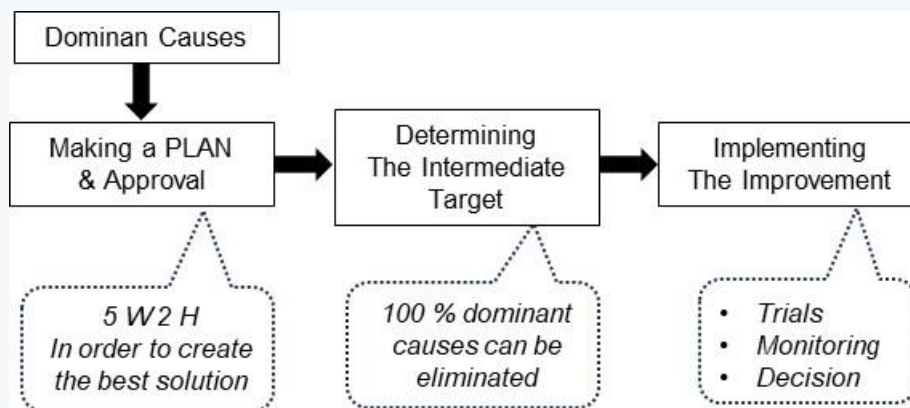 Dominan Causes
Making a PLAN
& Approval
Determining
The Intermediate
Target
Implementing
The Improvement
5 W 2 H
In order to create
the best solution
100 % dominant
causes can be
eliminated
• Trials
• Monitoring
• Decision